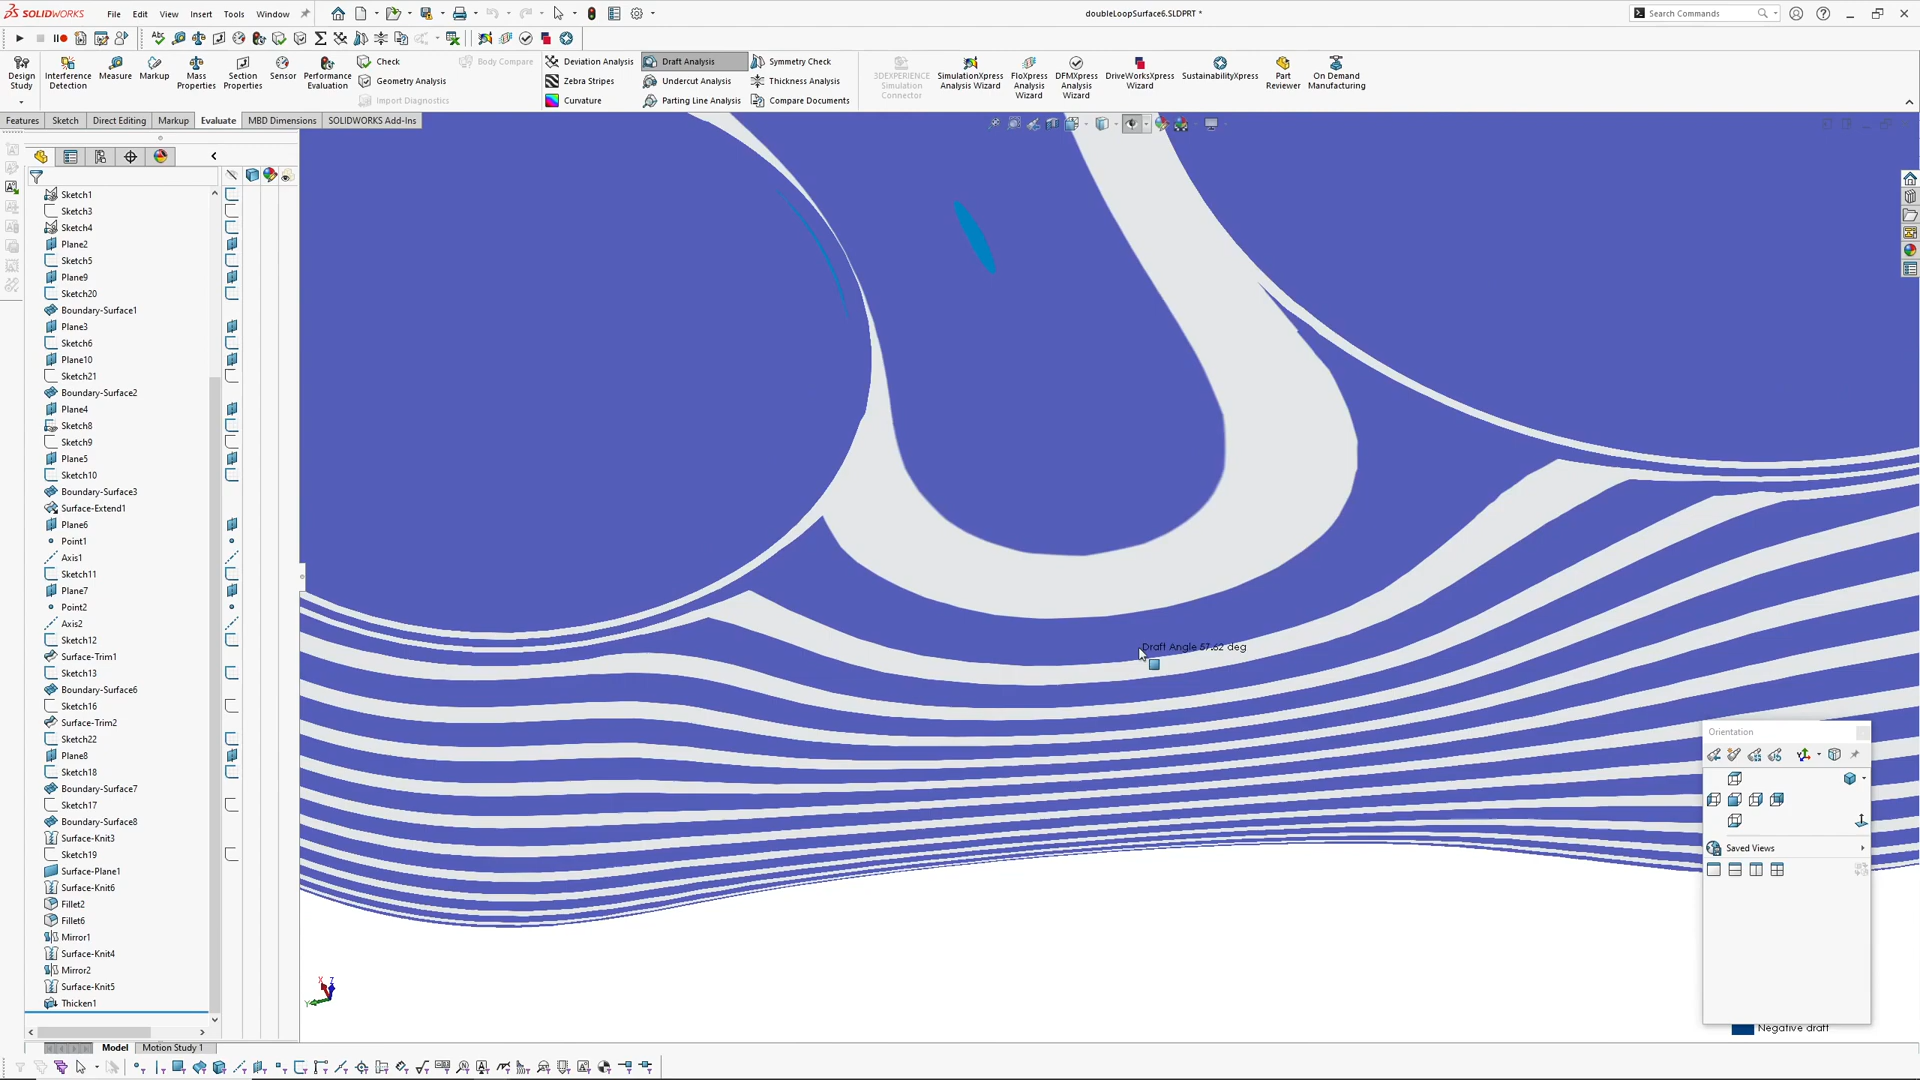 SOLIDWORKS File Edit View Insert Tools Window doubleLoopSurface6.SLDPRT * Search Commands
Design Study
Interference Detection
Measure
Markup
Mass Properties
Section Properties
Sensor
Performance Evaluation
Check
Geometry Analysis
Import Diagnostics
Body Compare
Deviation Analysis
Zebra Stripes
Curvature
Draft Analysis
Undercut Analysis
Parting Line Analysis
Symmetry Check
Thickness Analysis
Compare Documents
3DEXPERIENCE Simulation Connector
SimulationXpress Analysis Wizard
FloXpress Analysis Wizard
DFMXpress Analysis Wizard
DriveWorksXpress Wizard
SustainabilityXpress
Part Reviewer
On Demand Manufacturing
Features Sketch Direct Editing Markup Evaluate MBD Dimensions SOLIDWORKS Add-Ins
Sketch1
Sketch3
Sketch4
Plane2
Sketch5
Plane9
Sketch20
Boundary-Surface1
Plane3
Sketch6
Plane10
Sketch21
Boundary-Surface2
Plane4
Sketch8
Sketch9
Plane5
Sketch10
Boundary-Surface3
Surface-Extend1
Plane6
Point1
Axis1
Sketch11
Plane7
Point2
Axis2
Sketch12
Surface-Trim1
Sketch13
Boundary-Surface6
Sketch16
Surface-Trim2
Sketch22
Plane8
Sketch18
Boundary-Surface7
Sketch17
Boundary-Surface8
Surface-Knit3
Sketch19
Surface-Plane1
Surface-Knit6
Fillet2
Fillet6
Mirror1
Surface-Knit4
Mirror2
Surface-Knit5
Thicken1
Draft Angle 57.62 deg
Orientation
Saved Views
Negative draft
X Z
Y
Model Motion Study 1